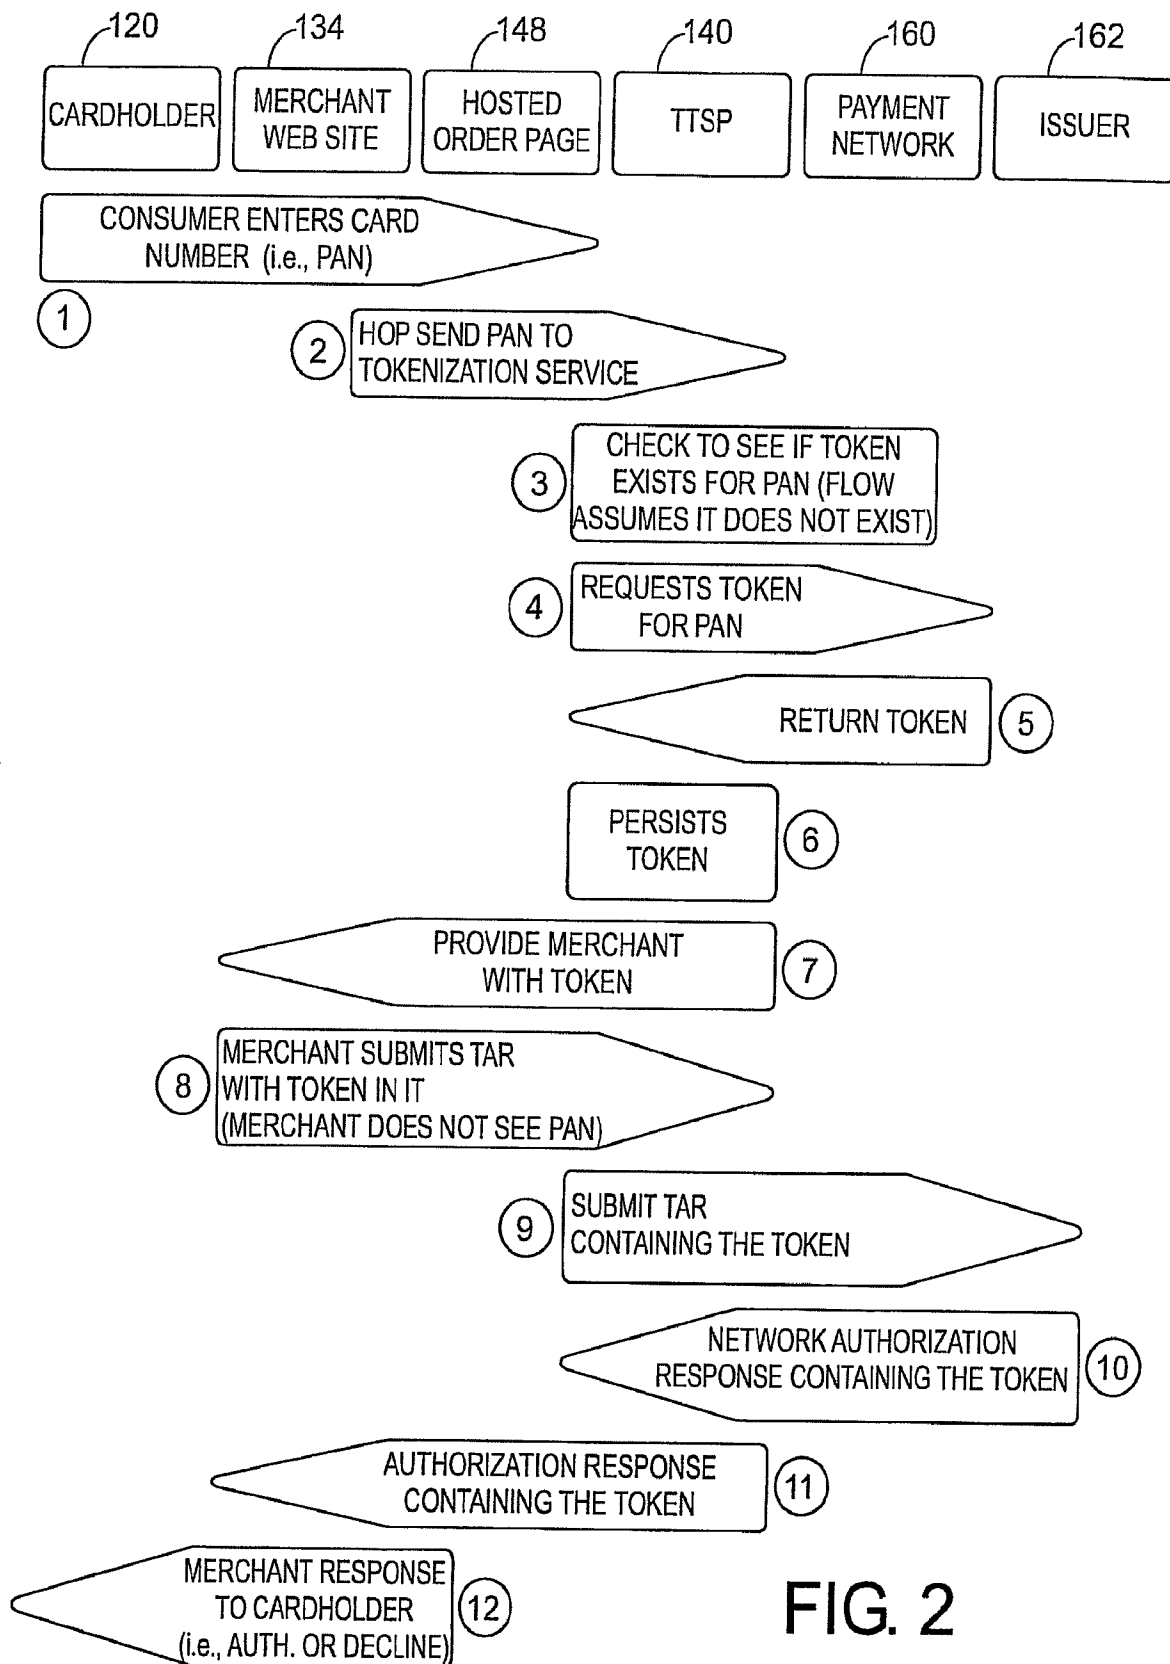 120
134
148
140
160
162
CARDHOLDER
MERCHANT
WEB SITE
HOSTED
ORDER PAGE
TTSP
PAYMENT
NETWORK
ISSUER
CONSUMER ENTERS CARD
NUMBER (i.e., PAN)
1
2
HOP SEND PAN TO
TOKENIZATION SERVICE
3
CHECK TO SEE IF TOKEN
EXISTS FOR PAN (FLOW
ASSUMES IT DOES NOT EXIST)
4
REQUESTS TOKEN
FOR PAN
RETURN TOKEN
5
PERSISTS
TOKEN
6
PROVIDE MERCHANT
WITH TOKEN
7
8
MERCHANT SUBMITS TAR
WITH TOKEN IN IT
(MERCHANT DOES NOT SEE PAN)
9
SUBMIT TAR
CONTAINING THE TOKEN
NETWORK AUTHORIZATION
RESPONSE CONTAINING THE TOKEN
10
AUTHORIZATION RESPONSE
CONTAINING THE TOKEN
11
MERCHANT RESPONSE
TO CARDHOLDER
(i.e., AUTH. OR DECLINE)
12
FIG. 2